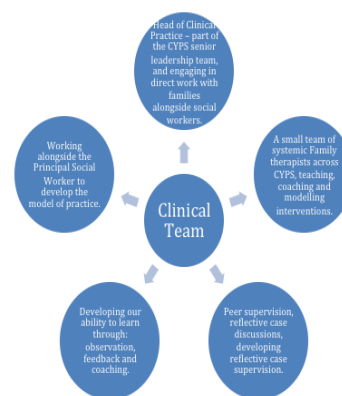 Head of Clinical
Practice – part of
the CYPS senior
leadership team, and
engaging in
direct work with
families
alongside social
workers.
A small team of
systemic Family
therapists across
CYPS, teaching,
coaching and
modelling
interventions.
Peer supervision,
reflective case
discussions,
developing
reflective case
supervision.
Developing our
ability to learn
through:
observation,
feedback and
coaching.
Working
alongside the
Principal Social
Worker to
develop the
model of practice.
Clinical
Team